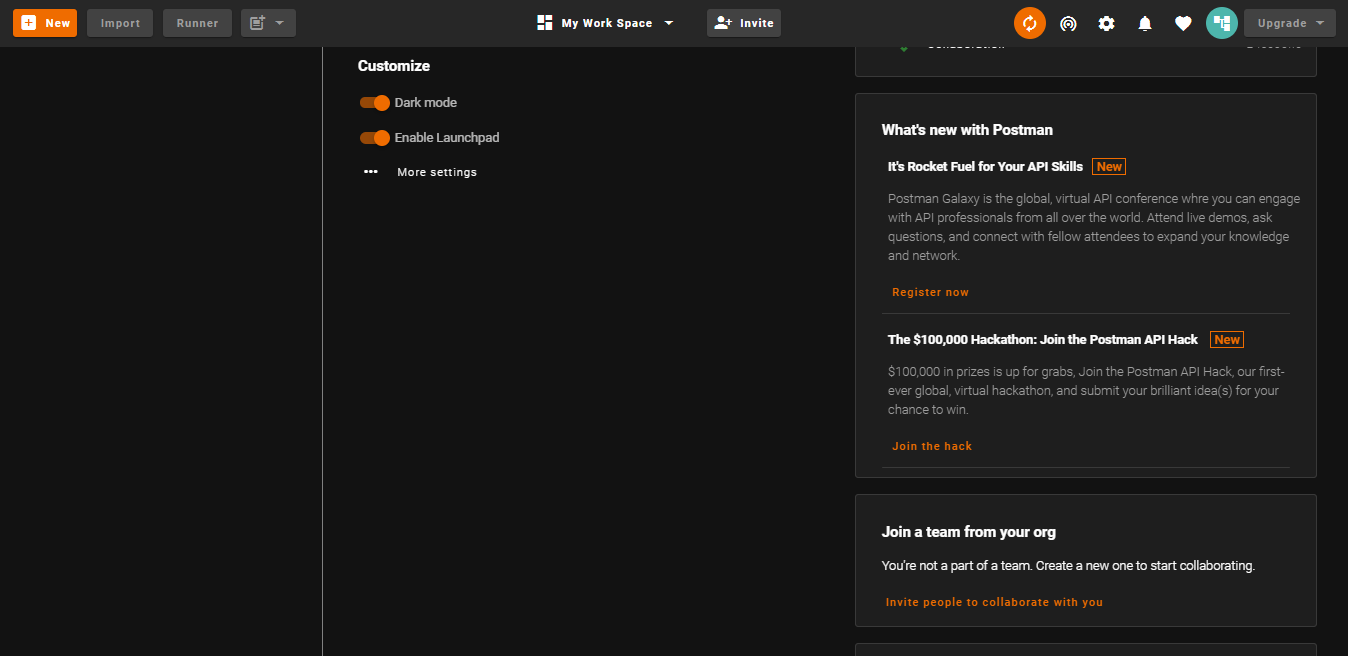 New
Import
Runner
My Work Space
Invite
Upgrade
Customize
Dark mode
Enable Launchpad
More settings
What's new with Postman
It's Rocket Fuel for Your API Skills New
Postman Galaxy is the global, virtual API conference whre you can engage
with API professionals from all over the world. Attend live demos, ask
questions, and connect with fellow attendees to expand your knowledge
and network.
Register now
The $100,000 Hackathon: Join the Postman API Hack New
$100,000 in prizes is up for grabs, Join the Postman API Hack, our first-
ever global, virtual hackathon, and submit your brilliant idea(s) for your
chance to win.
Join the hack
Join a team from your org
You're not a part of a team. Create a new one to start collaborating.
Invite people to collaborate with you